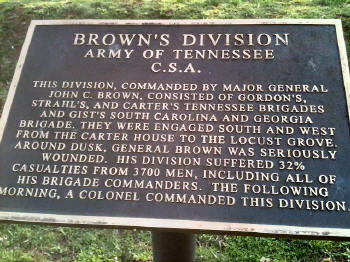 BROWN'S DIVISION
ARMY OF TENNESSEE
C.S.A.
THIS DIVISION, COMMANDED BY MAJOR GENERAL
JOHN C. BROWN, CONSISTED OF GORDON'S,
STRAHL'S, AND CARTER'S TENNESSEE BRIGADES
AND GIST'S SOUTH CAROLINA AND GEORGIA
BRIGADE. THEY WERE ENGAGED SOUTH AND WEST
FROM THE CARTER HOUSE TO THE LOCUST GROVE.
AROUND DUSK, GENERAL BROWN WAS SERIOUSLY
WOUNDED. HIS DIVISION SUFFERED 32%
CASUALTIES FROM 3700 MEN, INCLUDING ALL OF
HIS BRIGADE COMMANDERS. THE FOLLOWING
MORNING, A COLONEL COMMANDED THIS DIVISION.